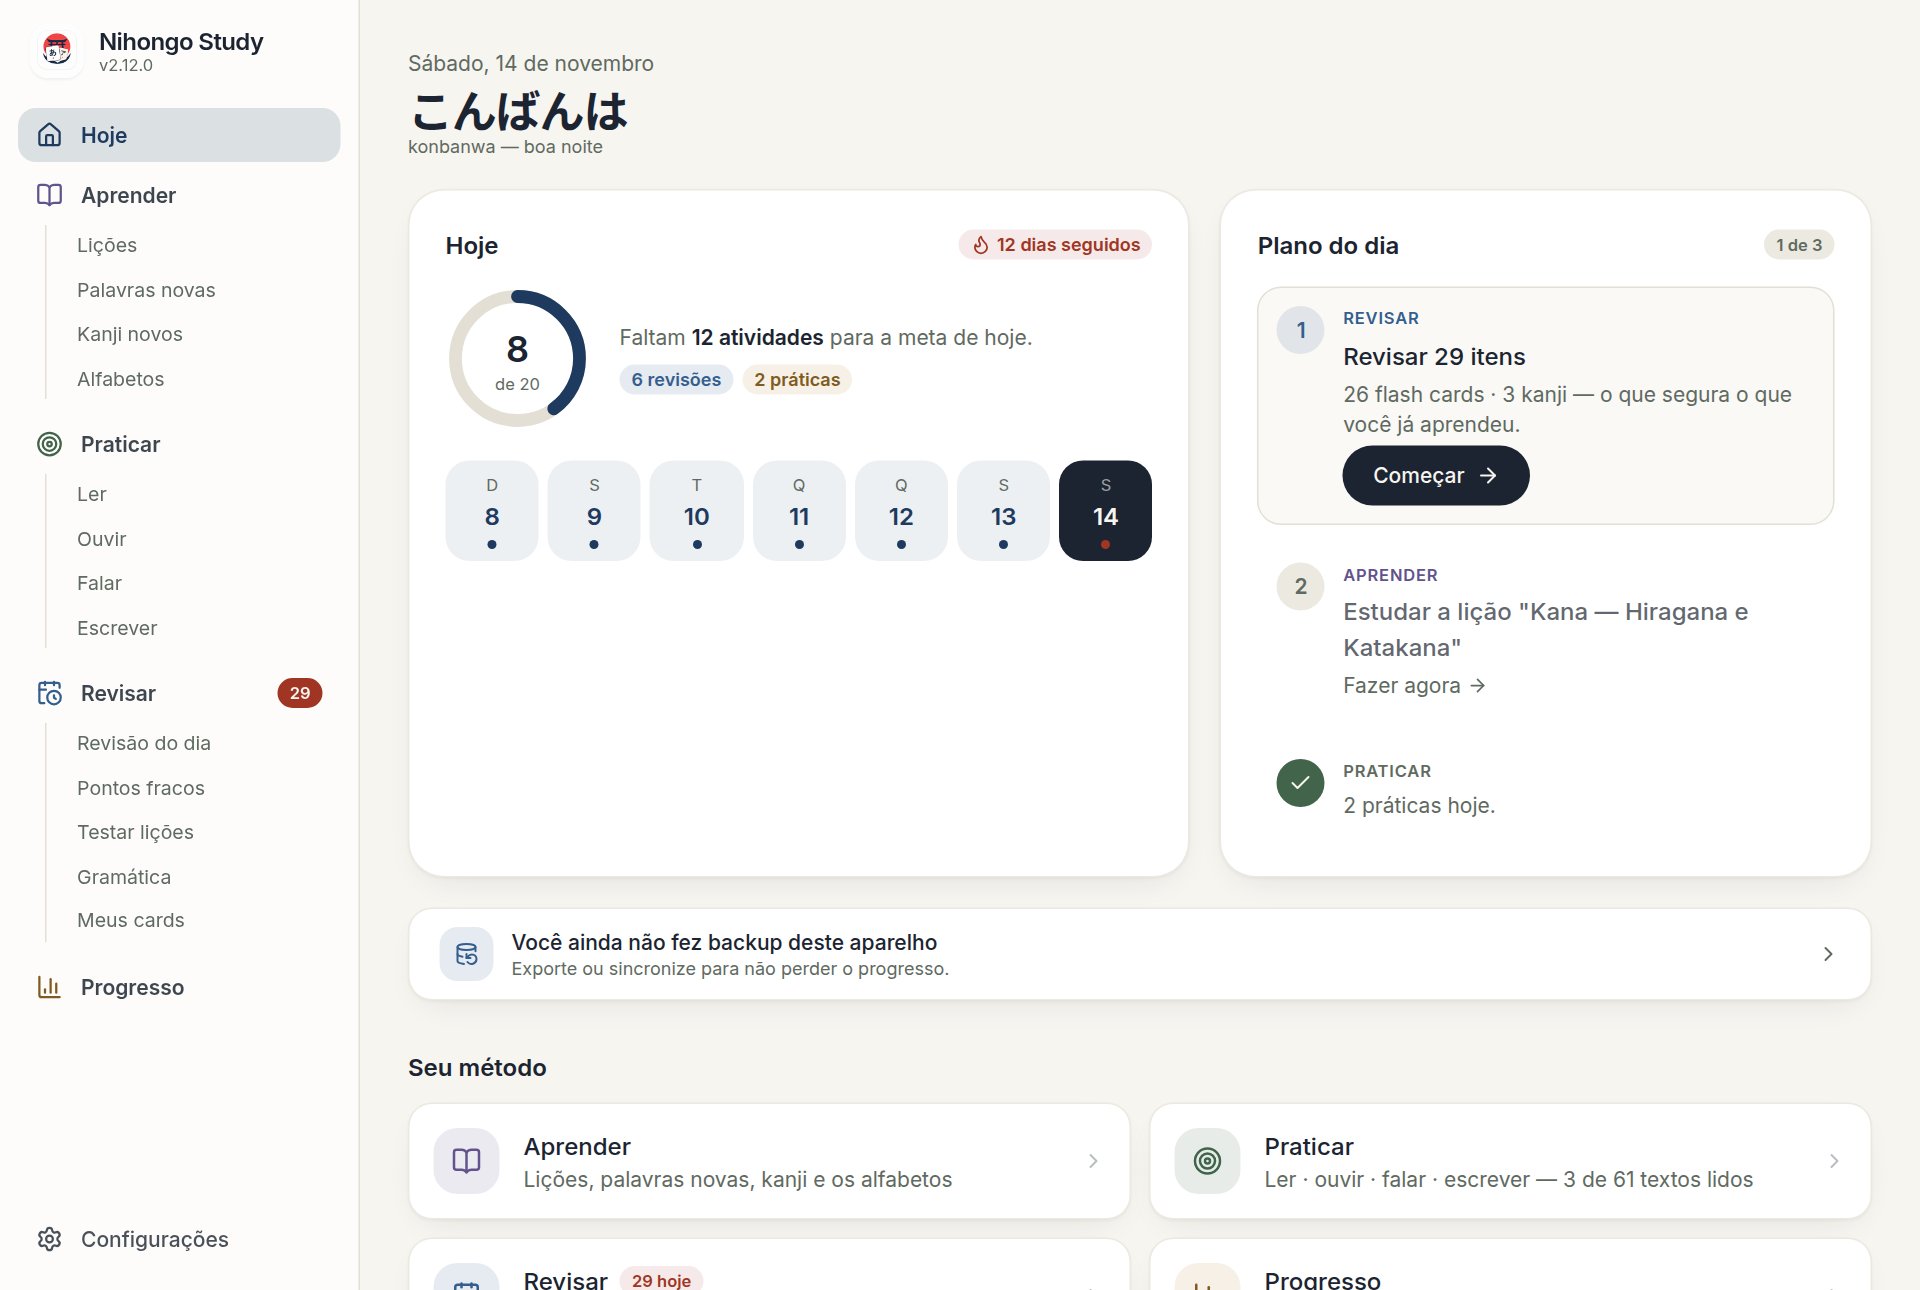 Nihongo Study
v2.12.0
Hoje
Aprender
Lições
Palavras novas
Kanji novos
Alfabetos
Praticar
Ler
Ouvir
Falar
Escrever
Revisar
29
Revisão do dia
Pontos fracos
Testar lições
Gramática
Meus cards
Progresso
Configurações
Sábado, 14 de novembro
こんばんは
konbanwa — boa noite
Hoje
12 dias seguidos
8
de 20
Faltam 12 atividades para a meta de hoje.
6 revisões
2 práticas
D
8
S
9
T
10
Q
11
Q
12
S
13
S
14
Plano do dia
1 de 3
1
REVISAR
Revisar 29 itens
26 flash cards · 3 kanji — o que segura o que
você já aprendeu.
Começar
2
APRENDER
Estudar a lição "Kana — Hiragana e
Katakana"
Fazer agora
PRATICAR
2 práticas hoje.
Você ainda não fez backup deste aparelho
Exporte ou sincronize para não perder o progresso.
Seu método
Aprender
Lições, palavras novas, kanji e os alfabetos
Praticar
Ler · ouvir · falar · escrever — 3 de 61 textos lidos
Revisar
29 hoje
Progresso